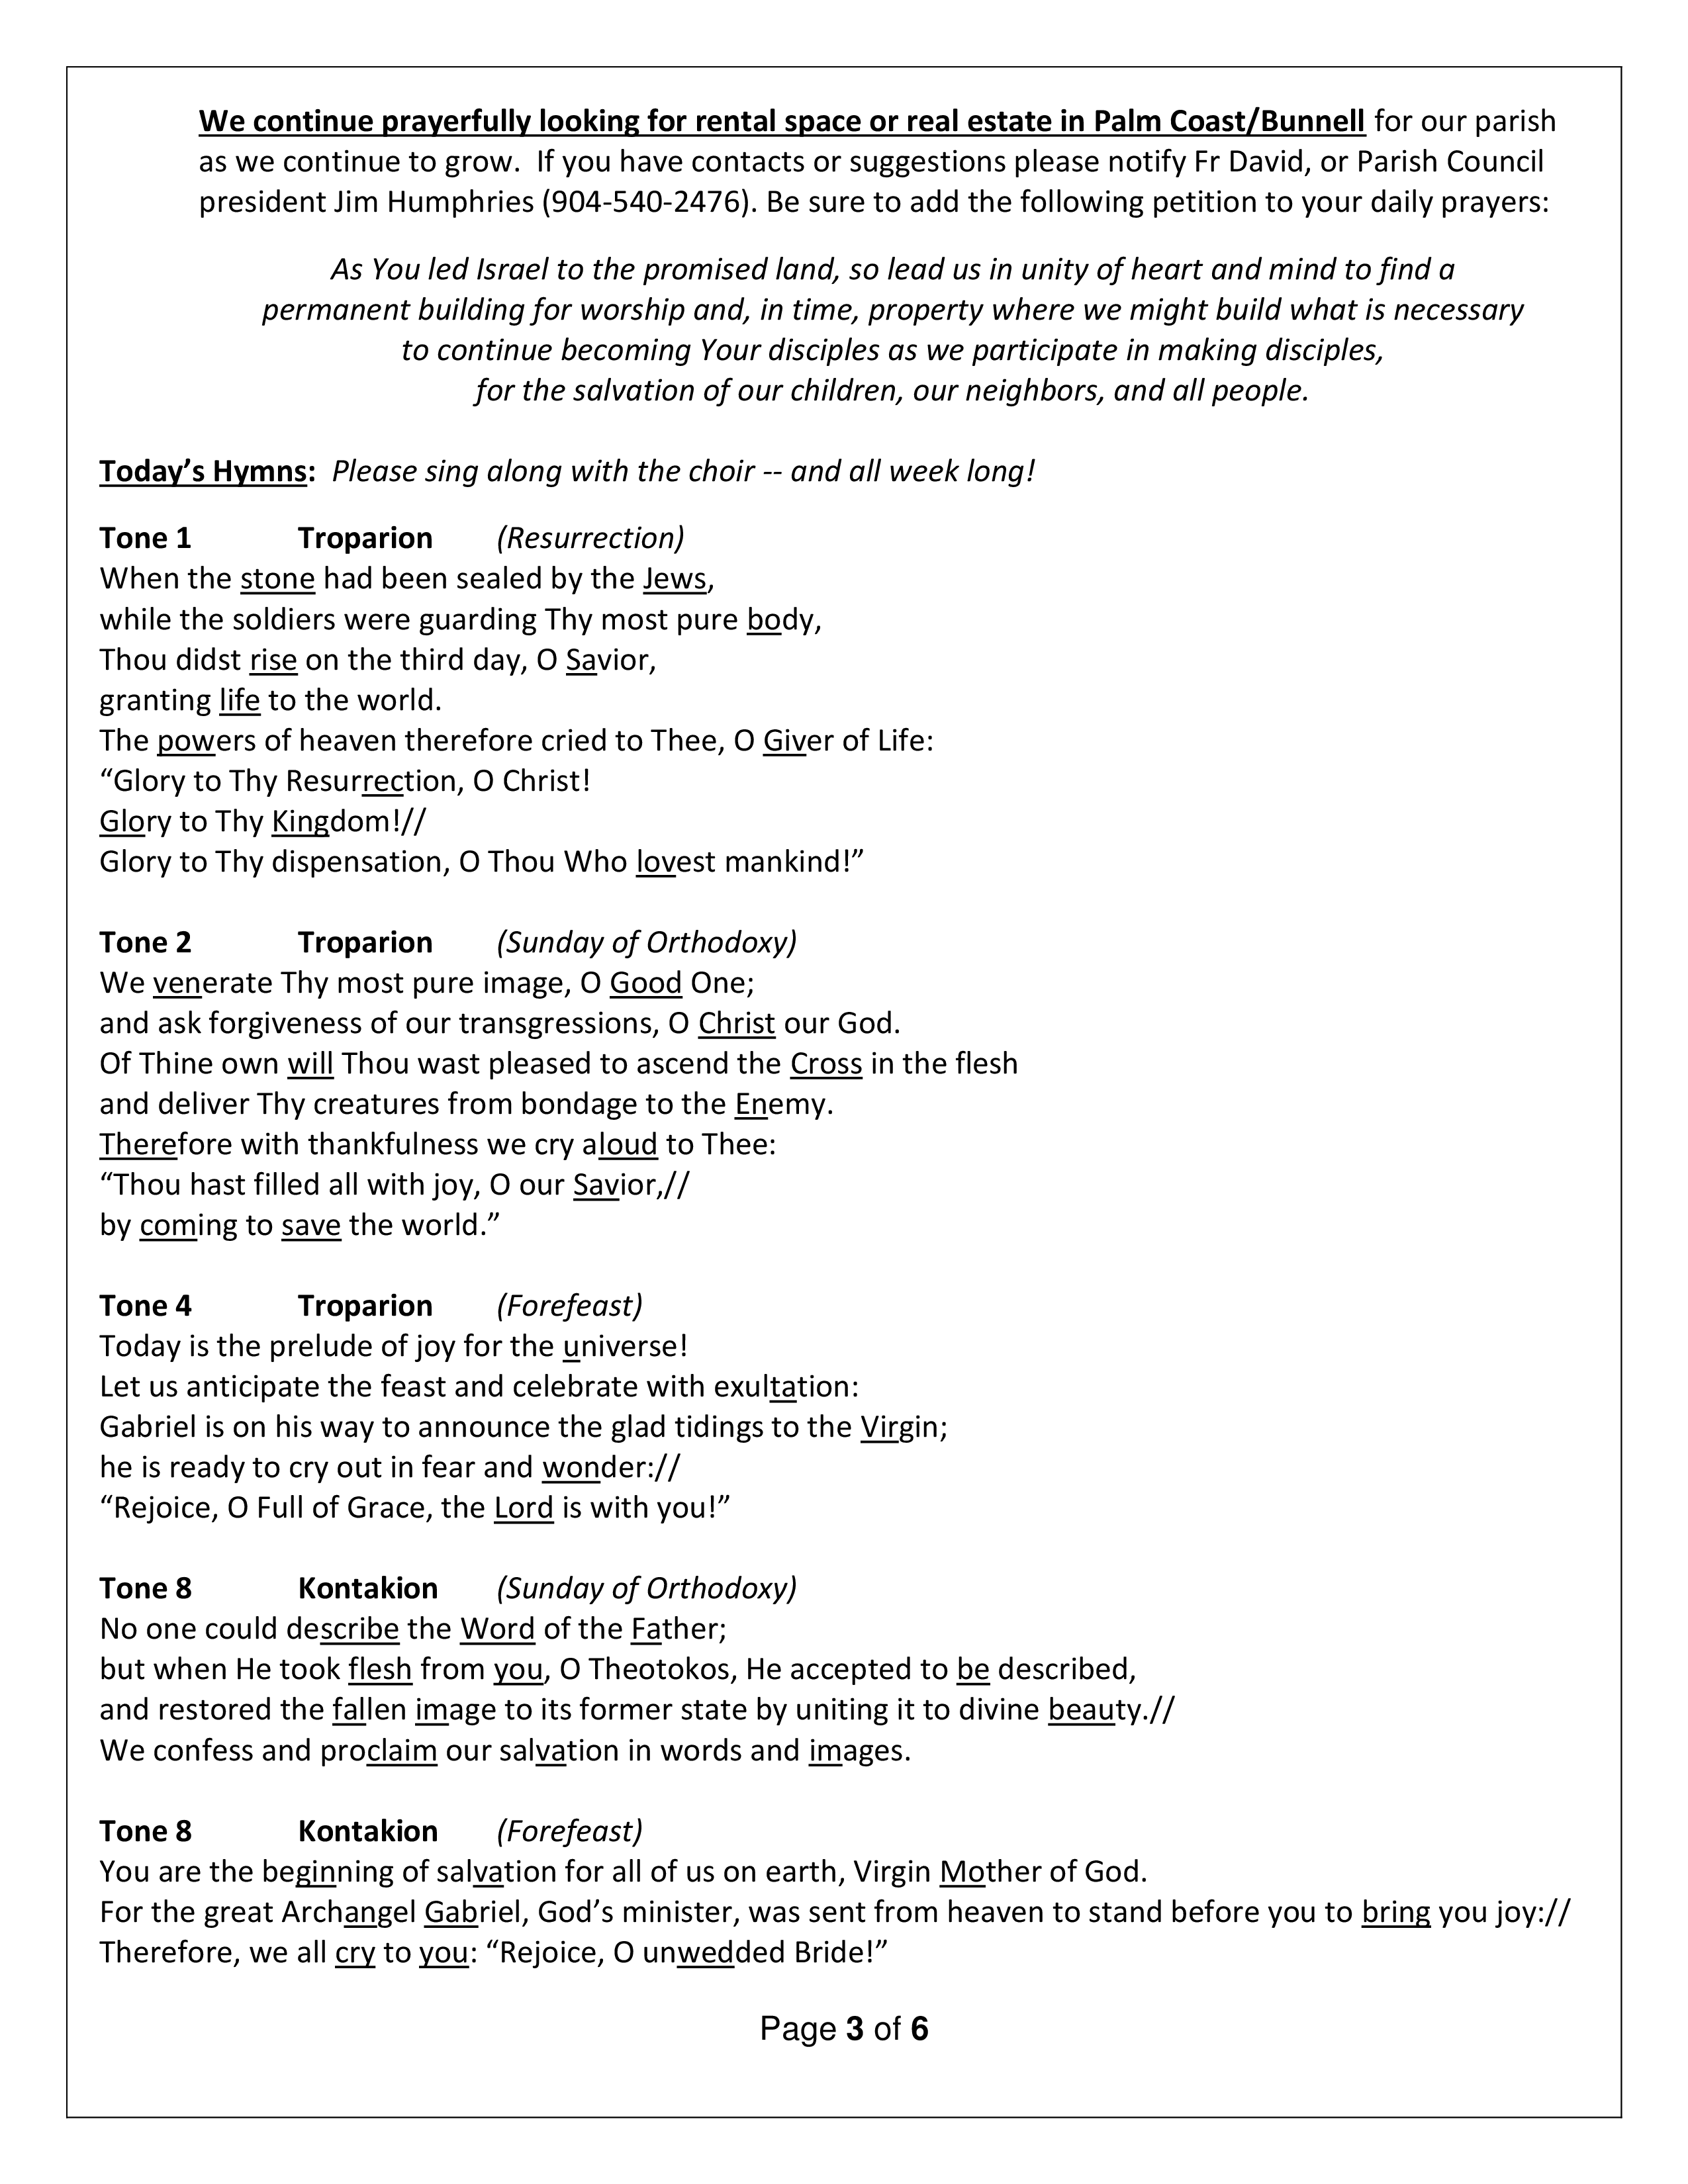 We continue prayerfully looking for rental space or real estate in Palm Coast/Bunnell for our parish
as we continue to grow.  If you have contacts or suggestions please notify Fr David, or Parish Council
president Jim Humphries (904-540-2476). Be sure to add the following petition to your daily prayers:
As You led Israel to the promised land, so lead us in unity of heart and mind to find a
permanent building for worship and, in time, property where we might build what is necessary
to continue becoming Your disciples as we participate in making disciples,
for the salvation of our children, our neighbors, and all people.
Today’s Hymns:  Please sing along with the choir -- and all week long!
Tone 1 Troparion (Resurrection)
When the stone had been sealed by the Jews,
while the soldiers were guarding Thy most pure body,
Thou didst rise on the third day, O Savior,
granting life to the world.
The powers of heaven therefore cried to Thee, O Giver of Life:
“Glory to Thy Resurrection, O Christ!
Glory to Thy Kingdom!//
Glory to Thy dispensation, O Thou Who lovest mankind!”
Tone 2 Troparion (Sunday of Orthodoxy)
We venerate Thy most pure image, O Good One;
and ask forgiveness of our transgressions, O Christ our God.
Of Thine own will Thou wast pleased to ascend the Cross in the flesh
and deliver Thy creatures from bondage to the Enemy.
Therefore with thankfulness we cry aloud to Thee:
“Thou hast filled all with joy, O our Savior,//
by coming to save the world.”
Tone 4 Troparion (Forefeast)
Today is the prelude of joy for the universe!
Let us anticipate the feast and celebrate with exultation:
Gabriel is on his way to announce the glad tidings to the Virgin;
he is ready to cry out in fear and wonder://
“Rejoice, O Full of Grace, the Lord is with you!”
Tone 8 Kontakion (Sunday of Orthodoxy)
No one could describe the Word of the Father;
but when He took flesh from you, O Theotokos, He accepted to be described,
and restored the fallen image to its former state by uniting it to divine beauty.//
We confess and proclaim our salvation in words and images.
Tone 8 Kontakion (Forefeast)
You are the beginning of salvation for all of us on earth, Virgin Mother of God.
For the great Archangel Gabriel, God’s minister, was sent from heaven to stand before you to bring you joy://
Therefore, we all cry to you: “Rejoice, O unwedded Bride!”
Page 3 of 6